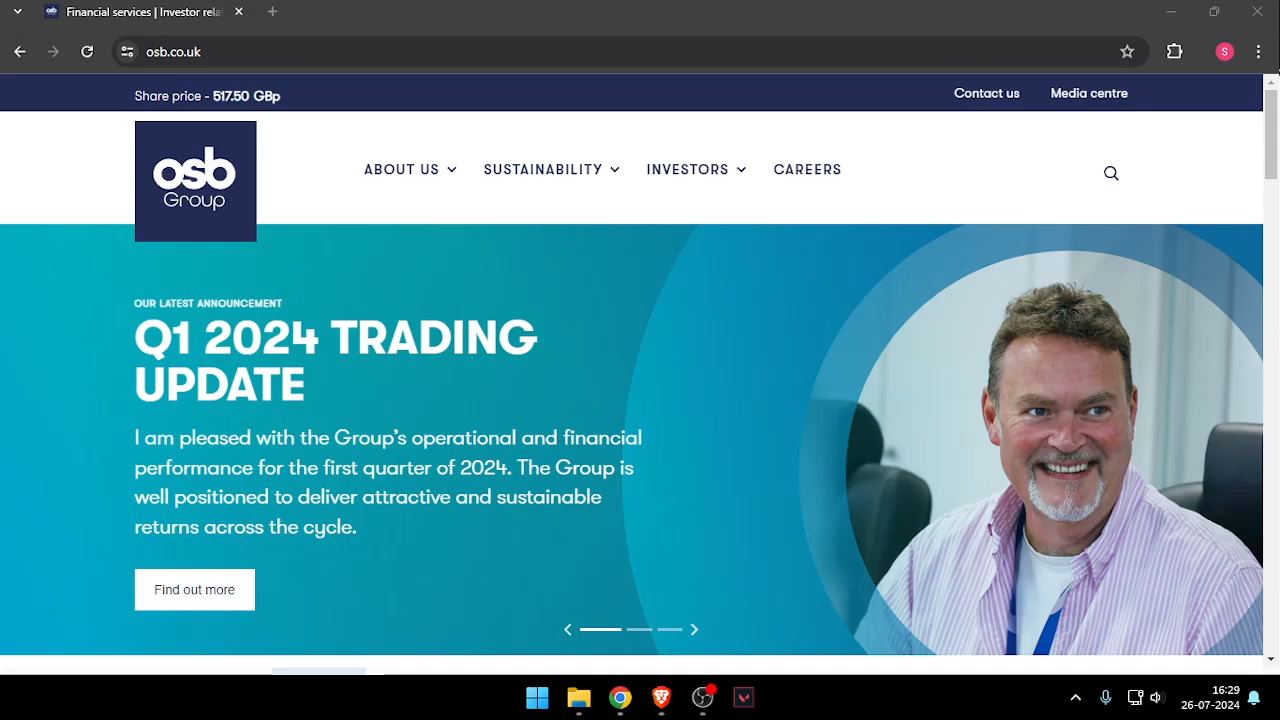 Financial services | Investor rela
osb.co.uk
S
Share price - 517.50 GBp
Contact us
Media centre
osb
Group
ABOUT US
SUSTAINABILITY
INVESTORS
CAREERS
OUR LATEST ANNOUNCEMENT
Q1 2024 TRADING
UPDATE
I am pleased with the Group's operational and financial
performance for the first quarter of 2024. The Group is
well positioned to deliver attractive and sustainable
returns across the cycle.
Find out more
16:29
26-07-2024